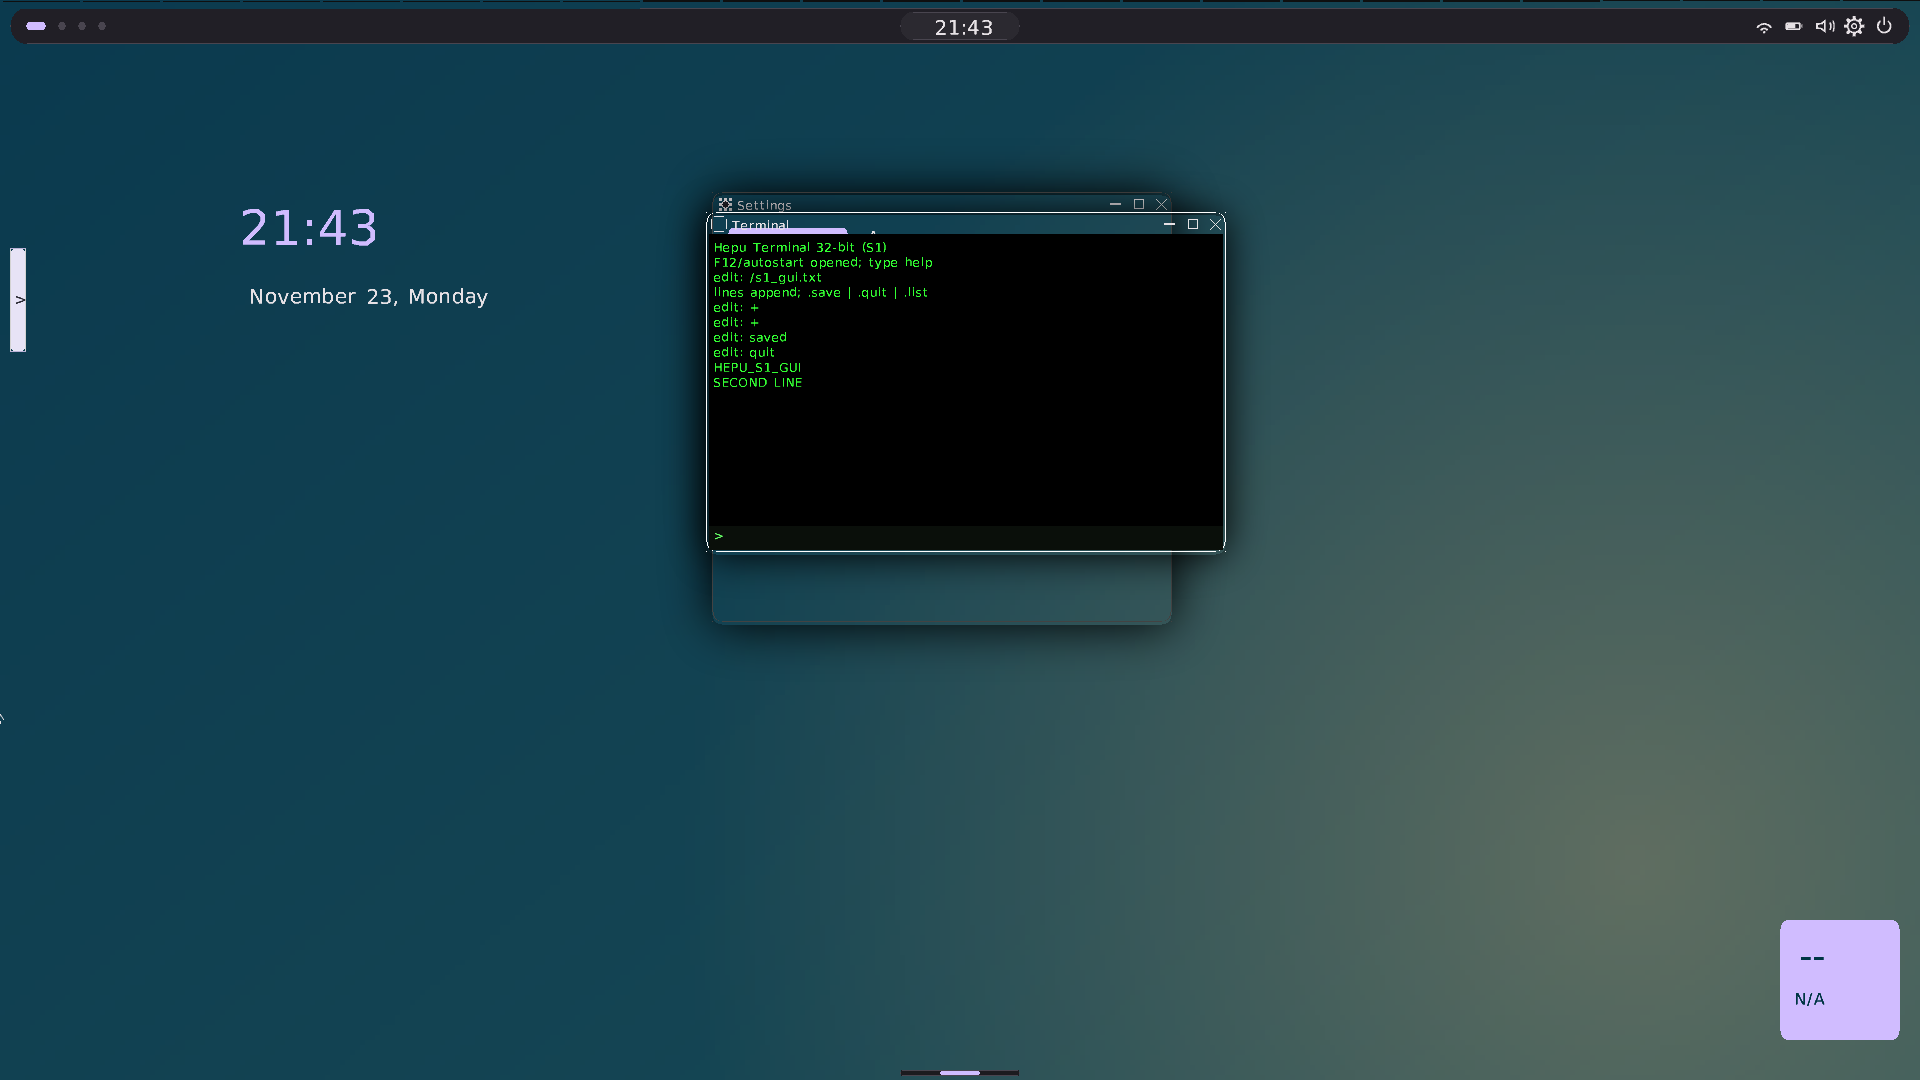 21:43
21:43
November 23, Monday
>
Settings
Terminal
Hepu Terminal 32-bit (S1)
F12/autostart opened; type help
edit: /s1_gui.txt
lines append; .save | .quit | .list
edit: +
edit: +
edit: saved
edit: quit
HEPU_S1_GUI
SECOND LINE
>
--
N/A